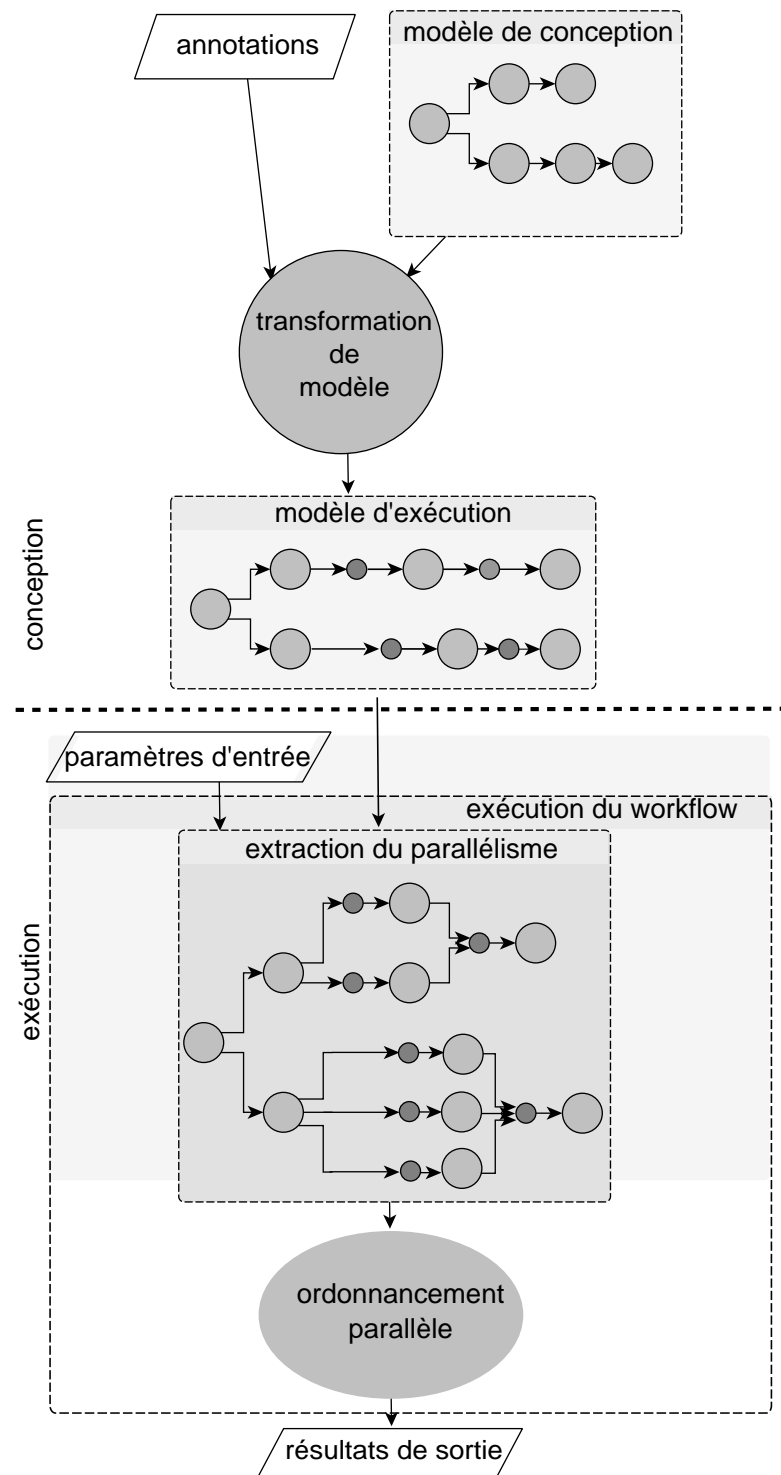 annotations
modèle de conception
transformation
de
modèle
modèle d'exécution
conception
paramètres d'entrée
exécution du workflow
extraction du parallélisme
exécution
ordonnancement
parallèle
résultats de sortie